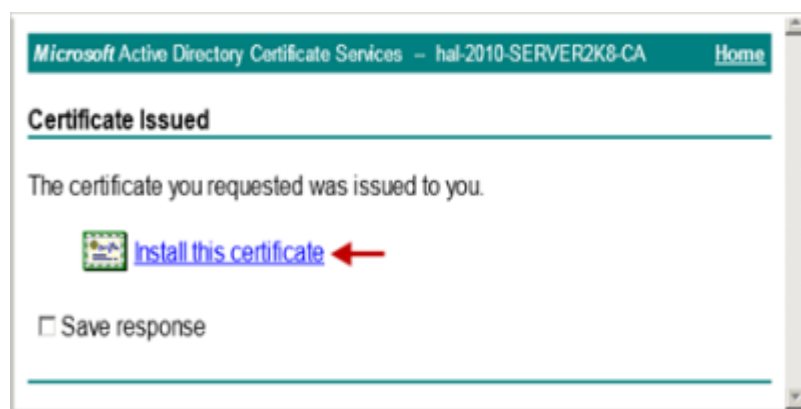 Microsoft Active Directory Certificate Services – hal-2010-SERVER2K8-CA Home
Certificate Issued
The certificate you requested was issued to you.
Install this certificate
Save response